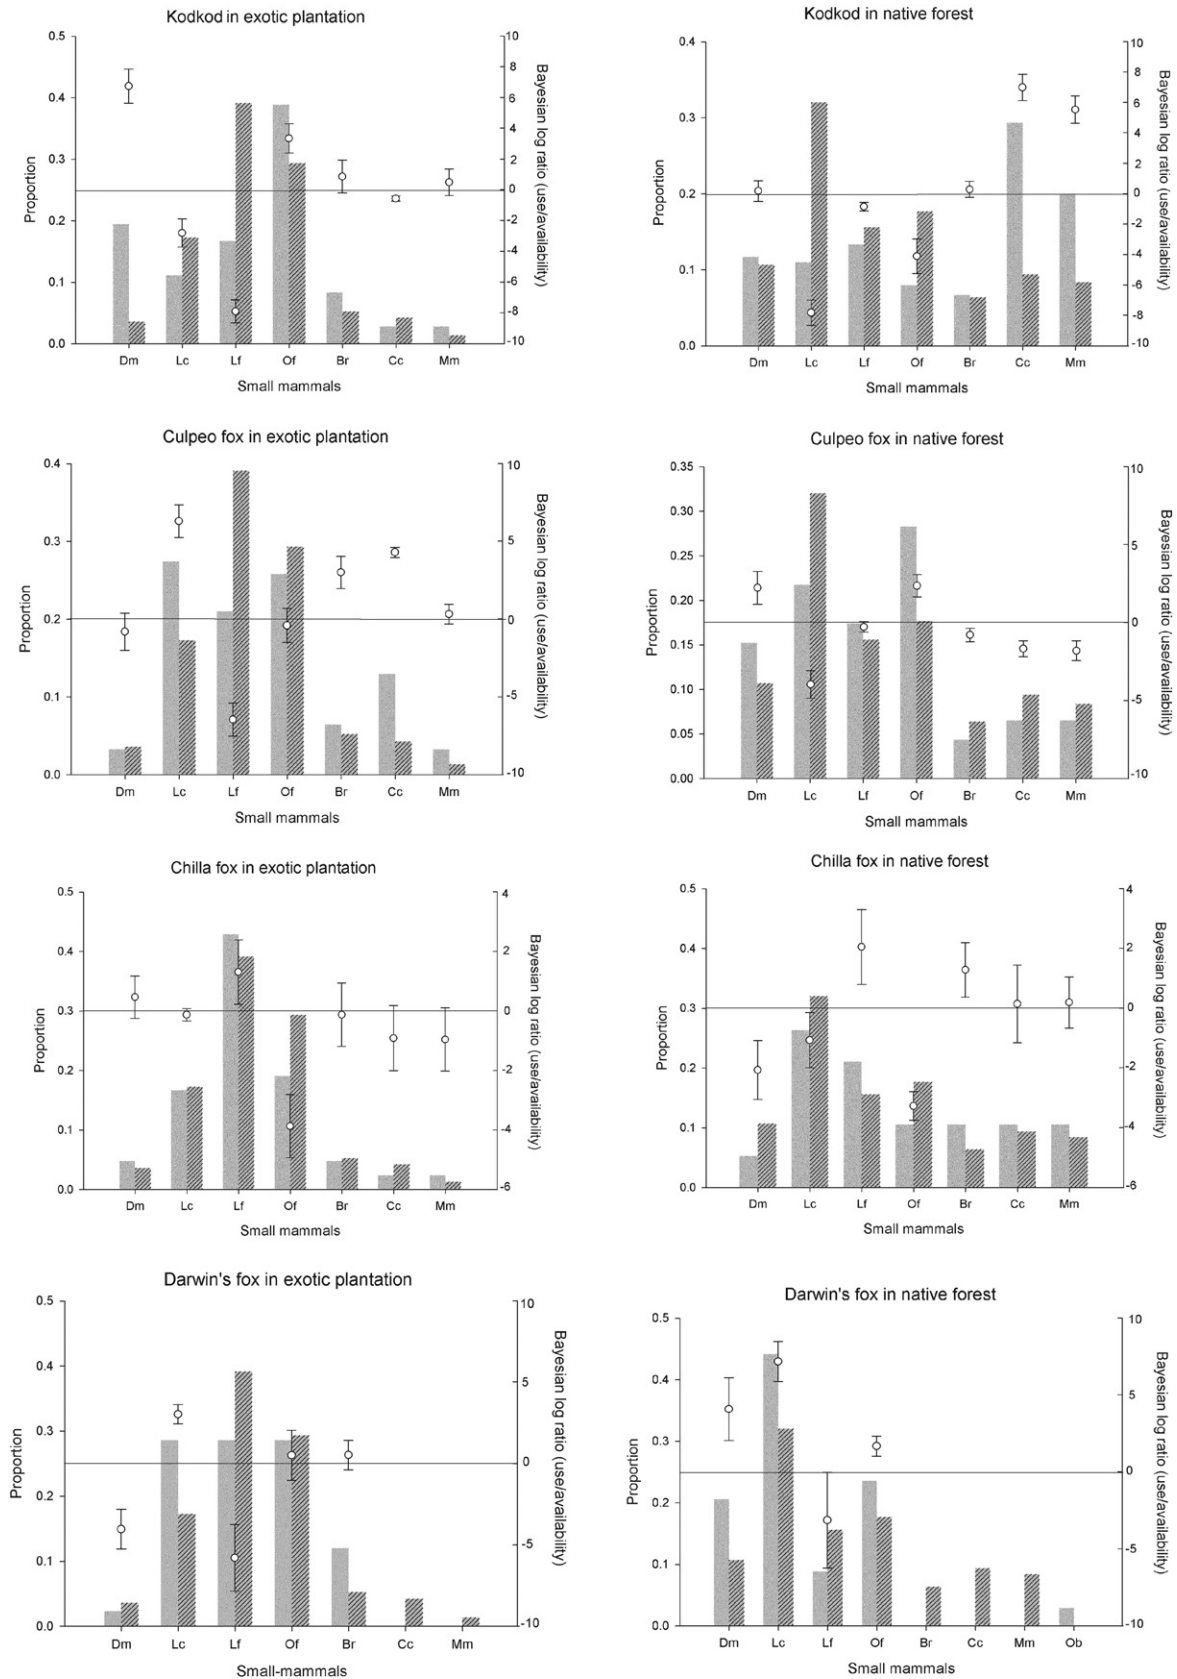 Kodkod in exotic plantation
0.5
0.4
0.3
0.2
0.1
0.0
Proportion
10
8
6
4
2
0
-2
-4
-6
-8
-10
Bayesian log ratio (use/availability)
Dm Lc Lf Of Br Cc Mm
Small mammals
Kodkod in native forest
0.4
0.3
0.2
0.1
0.0
Proportion
10
8
6
4
2
0
-2
-4
-6
-8
-10
Bayesian log ratio (use/availability)
Dm Lc Lf Of Br Cc Mm
Small mammals
Culpeo fox in exotic plantation
0.4
0.3
0.2
0.1
0.0
Proportion
10
5
0
-5
-10
Bayesian log ratio (use/availability)
Dm Lc Lf Of Br Cc Mm
Small mammals
Culpeo fox in native forest
0.35
0.30
0.25
0.20
0.15
0.10
0.05
0.00
Proportion
10
5
0
-5
-10
Bayesian log ratio (use/availability)
Dm Lc Lf Of Br Cc Mm
Small mammals
Chilla fox in exotic plantation
0.5
0.4
0.3
0.2
0.1
0.0
Proportion
4
2
0
-2
-4
-6
Bayesian log ratio (use/availability)
Dm Lc Lf Of Br Cc Mm
Small mammals
Chilla fox in native forest
0.5
0.4
0.3
0.2
0.1
0.0
Proportion
4
2
0
-2
-4
-6
Bayesian log ratio (use/availability)
Dm Lc Lf Of Br Cc Mm
Small mammals
Darwin's fox in exotic plantation
0.5
0.4
0.3
0.2
0.1
0.0
Proportion
10
5
0
-5
-10
Bayesian log ratio (use/availability)
Dm Lc Lf Of Br Cc Mm
Small-mammals
Darwin's fox in native forest
0.5
0.4
0.3
0.2
0.1
0.0
Proportion
10
5
0
-5
-10
Bayesian log ratio (use/availability)
Dm Lc Lf Of Br Cc Mm Ob
Small mammals